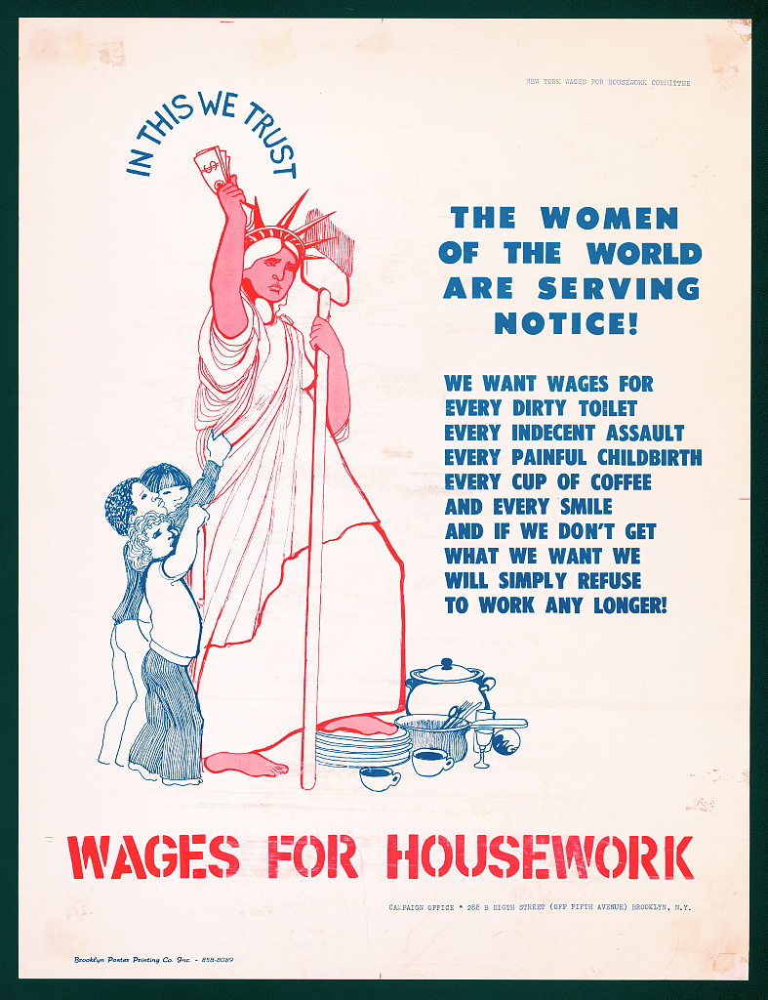 NEW YORK WAGES FOR HOUSEWORK COMMITTEE
IN THIS WE TRUST
$
THE WOMEN
OF THE WORLD
ARE SERVING
NOTICE!
WE WANT WAGES FOR
EVERY DIRTY TOILET
EVERY INDECENT ASSAULT
EVERY PAINFUL CHILDBIRTH
EVERY CUP OF COFFEE
AND EVERY SMILE
AND IF WE DON'T GET
WHAT WE WANT WE
WILL SIMPLY REFUSE
TO WORK ANY LONGER!
WAGES FOR HOUSEWORK
CAMPAIGN OFFICE * 288 B EIGTH STREET (OFF FIFTH AVENUE) BROOKLYN, N.Y.
Brooklyn Poster Printing Co. Inc. - 858-8089